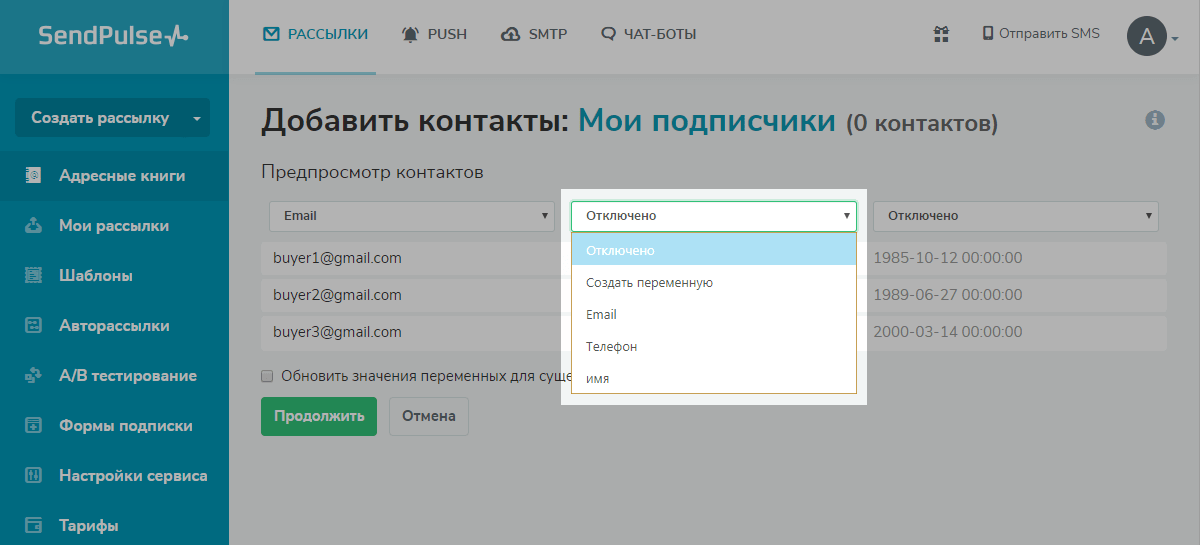 SendPulse
РАССЫЛКИ
PUSH
SMTP
ЧАТ-БОТЫ
Отправить SMS
A
Создать рассылку
Адресные книги
Мои рассылки
Шаблоны
Авторассылки
A/B тестирование
Формы подписки
Настройки сервиса
Тарифы
Добавить контакты: Мои подписчики (0 контактов)
Предпросмотр контактов
Email
Отключено
Отключено
Отключено
Создать переменную
Email
Телефон
имя
buyer1@gmail.com
1985-10-12 00:00:00
buyer2@gmail.com
1989-06-27 00:00:00
buyer3@gmail.com
2000-03-14 00:00:00
Обновить значения переменных для суще
Продолжить
Отмена